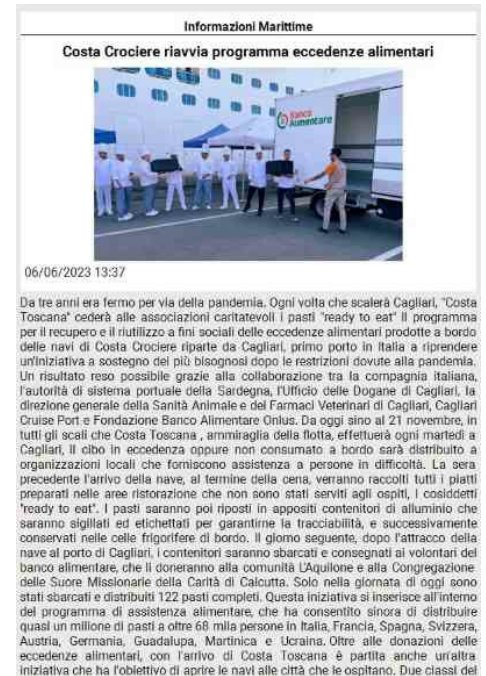 Informazioni Marittime
Costa Crociere riavvia programma eccedenze alimentari
Banco
Alimentare
06/06/2023 13:37
Da tre anni era fermo per via della pandemia. Ogni volta che scalerà Cagliari, "Costa
Toscana" cederà alle associazioni caritatevoli i pasti "ready to eat" Il programma
per il recupero e il riutilizzo a fini sociali delle eccedenze alimentari prodotte a bordo
delle navi di Costa Crociere riparte da Cagliari, primo porto in Italia a riprendere
un'iniziativa a sostegno dei più bisognosi dopo le restrizioni dovute alla pandemia.
Un risultato reso possibile grazie alla collaborazione tra la compagnia italiana,
l'autorità di sistema portuale della Sardegna, l'Ufficio delle Dogane di Cagliari, la
direzione generale della Sanità Animale e dei Farmaci Veterinari di Cagliari, Cagliari
Cruise Port e Fondazione Banco Alimentare Onlus. Da oggi sino al 21 novembre, in
tutti gli scali che Costa Toscana , ammiraglia della flotta, effettuerà ogni martedì a
Cagliari, il cibo in eccedenza oppure non consumato a bordo sarà distribuito a
organizzazioni locali che forniscono assistenza a persone in difficoltà. La sera
precedente l'arrivo della nave, al termine della cena, verranno raccolti tutti i piatti
preparati nelle aree ristorazione che non sono stati serviti agli ospiti, i cosiddetti
"ready to eat". I pasti saranno poi riposti in appositi contenitori di alluminio che
saranno sigillati ed etichettati per garantirne la tracciabilità, e successivamente
conservati nelle celle frigorifere di bordo. Il giorno seguente, dopo l'attracco della
nave al porto di Cagliari, i contenitori saranno sbarcati e consegnati ai volontari del
banco alimentare, che li doneranno alla comunità L'Aquilone e alla Congregazione
delle Suore Missionarie della Carità di Calcutta. Solo nella giornata di oggi sono
stati sbarcati e distribuiti 122 pasti completi. Questa iniziativa si inserisce all'interno
del programma di assistenza alimentare, che ha consentito sinora di distribuire
quasi un milione di pasti a oltre 68 mila persone in Italia, Francia, Spagna, Svizzera,
Austria, Germania, Guadalupa, Martinica e Ucraina. Oltre alle donazioni delle
eccedenze alimentari, con l'arrivo di Costa Toscana è partita anche un'altra
iniziativa che ha l'obiettivo di aprire le navi alle città che le ospitano. Due classi del